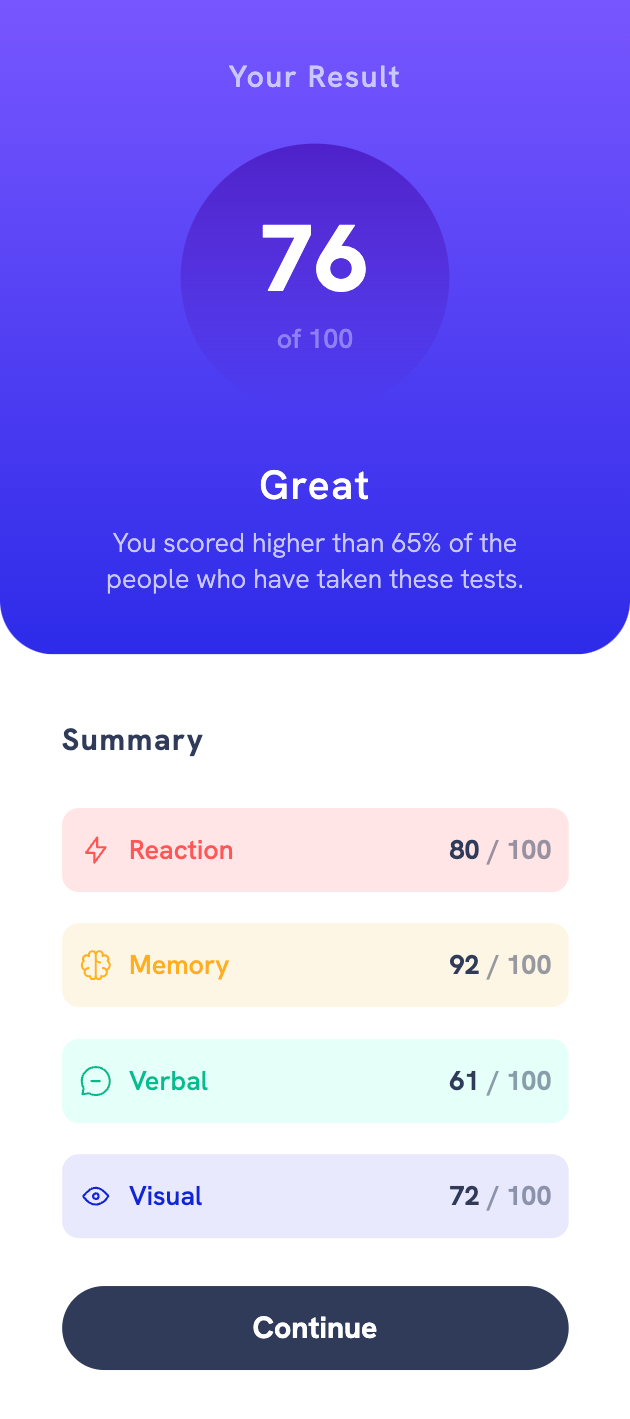 Your Result
76
of 100
Great
You scored higher than 65% of the
people who have taken these tests.
Summary
Reaction 80 / 100
Memory 92 / 100
Verbal 61 / 100
Visual 72 / 100
Continue